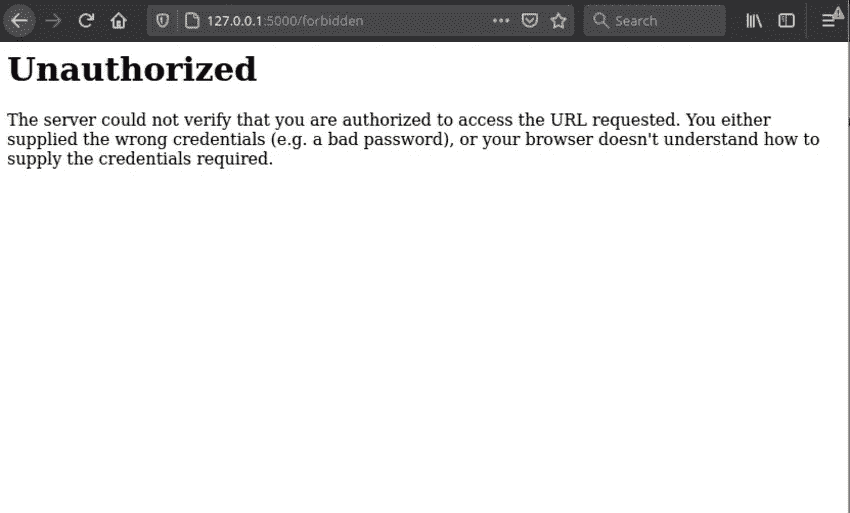 127.0.0.1:5000/forbidden
Search
Unauthorized
The server could not verify that you are authorized to access the URL requested. You either
supplied the wrong credentials (e.g. a bad password), or your browser doesn't understand how to
supply the credentials required.